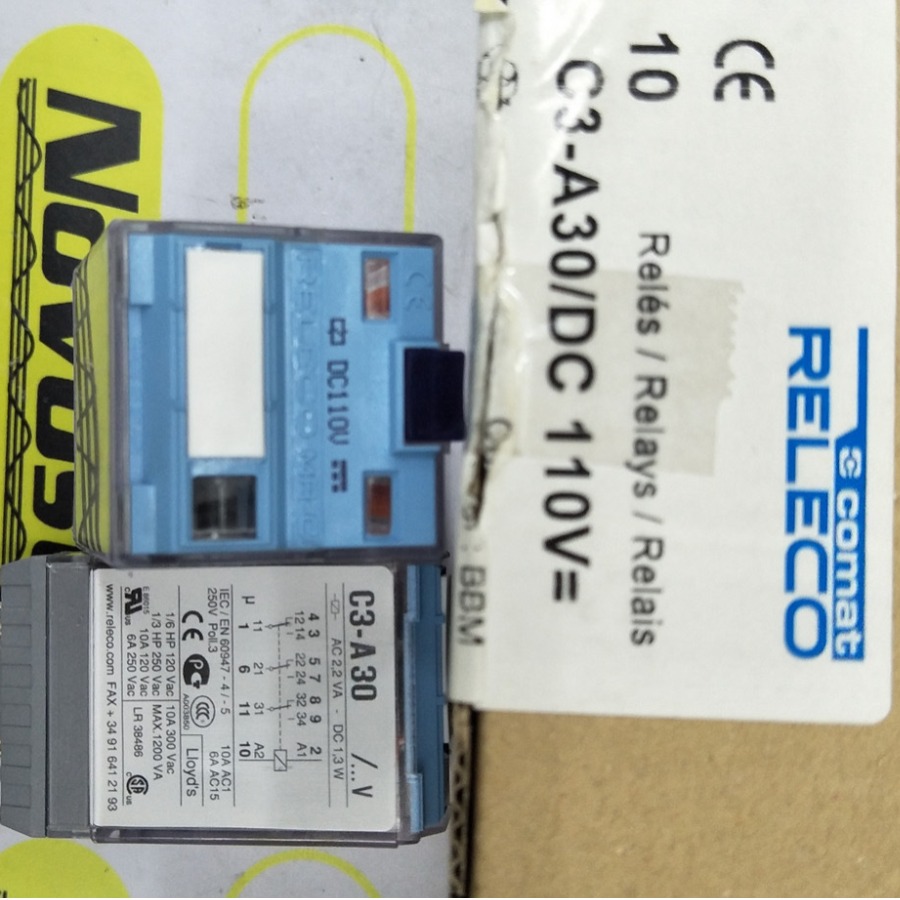 CE
10 Relés / Relays / Relais
C3-A30/DC 110V=
c comat
RELECO
BBM
DC110V
CE
C3-A30 /...V
AC 2,2 VA - DC 1,3 W
4 3 5 7 8 9 2
12 14 22 24 32 34 A1
11 21 31 A2
µ 1 6 11 10
IEC / EN 60947 - 4 / - 5 10A AC1
250V Poll.3 6A AC15
CE
A003850
Lloyd's
1/6 HP 120 Vac 10A 300 Vac
1/3 HP 250 Vac MAX.1200 VA
10A 120 Vac
6A 250 Vac LR 38486
www.releco.com FAX + 34 91 641 21 93